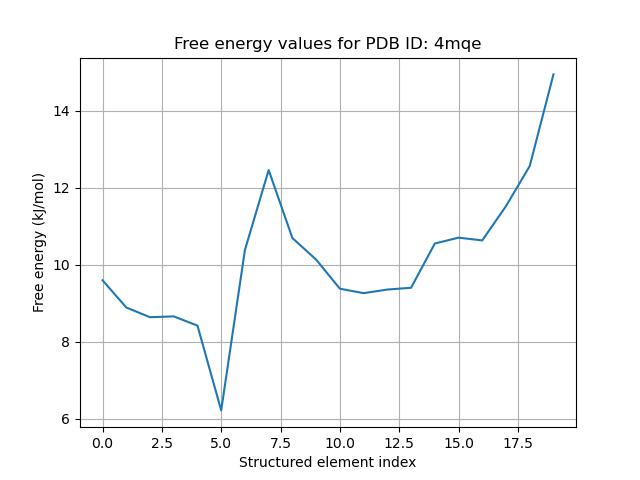 Free energy values for PDB ID: 4mqe
14
12
10
8
6
Free energy (kJ/mol)
0.0 2.5 5.0 7.5 10.0 12.5 15.0 17.5
Structured element index